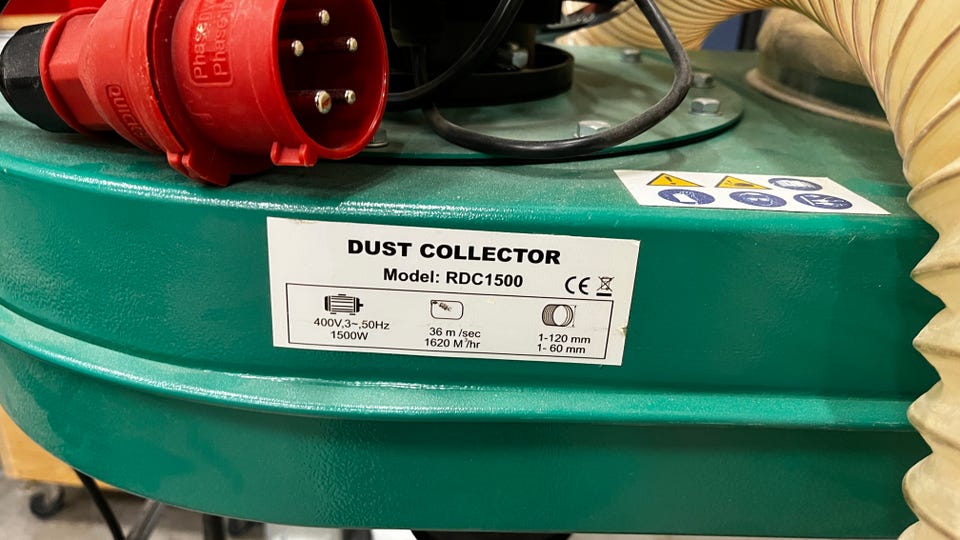 Phase
Phase
QUICK
DUST COLLECTOR
Model: RDC1500
CE
400V,3~,50Hz
1500W
36 m /sec
1620 M³/hr
1-120 mm
1- 60 mm